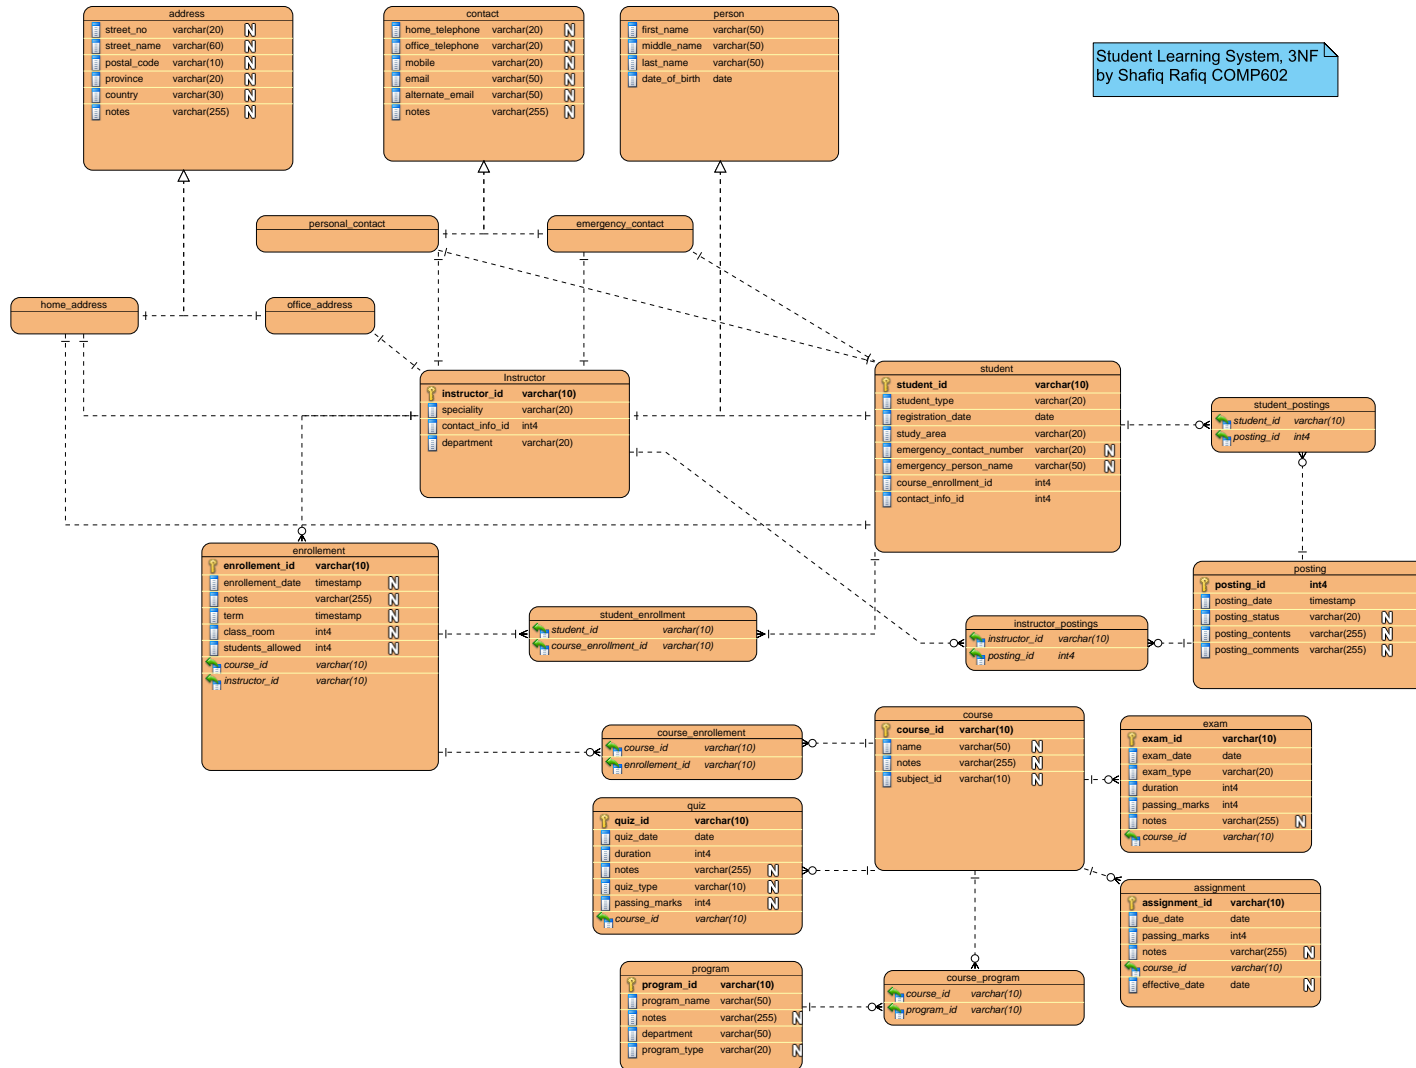 address
street_no varchar(20) N
street_name varchar(60) N
postal_code varchar(10) N
province varchar(20) N
country varchar(30) N
notes varchar(255) N
contact
home_telephone varchar(20) N
office_telephone varchar(20) N
mobile varchar(20) N
email varchar(50) N
alternate_email varchar(50) N
notes varchar(255) N
person
first_name varchar(50)
middle_name varchar(50)
last_name varchar(50)
date_of_birth date
Student Learning System, 3NF
by Shafiq Rafiq COMP602
personal_contact
emergency_contact
home_address
office_address
Instructor
instructor_id varchar(10)
speciality varchar(20)
contact_info_id int4
department varchar(20)
student
student_id varchar(10)
student_type varchar(20)
registration_date date
study_area varchar(20)
emergency_contact_number varchar(20) N
emergency_person_name varchar(50) N
course_enrollment_id int4
contact_info_id int4
student_postings
student_id varchar(10)
posting_id int4
enrollement
enrollement_id varchar(10)
enrollement_date timestamp N
notes varchar(255) N
term timestamp N
class_room int4 N
students_allowed int4 N
course_id varchar(10)
instructor_id varchar(10)
student_enrollment
student_id varchar(10)
course_enrollment_id varchar(10)
instructor_postings
instructor_id varchar(10)
posting_id int4
posting
posting_id int4
posting_date timestamp
posting_status varchar(20) N
posting_contents varchar(255) N
posting_comments varchar(255) N
course_enrollement
course_id varchar(10)
enrollement_id varchar(10)
course
course_id varchar(10)
name varchar(50) N
notes varchar(255) N
subject_id varchar(10) N
exam
exam_id varchar(10)
exam_date date
exam_type varchar(20)
duration int4
passing_marks int4
notes varchar(255) N
course_id varchar(10)
quiz
quiz_id varchar(10)
quiz_date date
duration int4
notes varchar(255) N
quiz_type varchar(10) N
passing_marks int4 N
course_id varchar(10)
assignment
assignment_id varchar(10)
due_date date
passing_marks int4
notes varchar(255) N
course_id varchar(10)
effective_date date N
program
program_id varchar(10)
program_name varchar(50)
notes varchar(255) N
department varchar(50)
program_type varchar(20) N
course_program
course_id varchar(10)
program_id varchar(10)